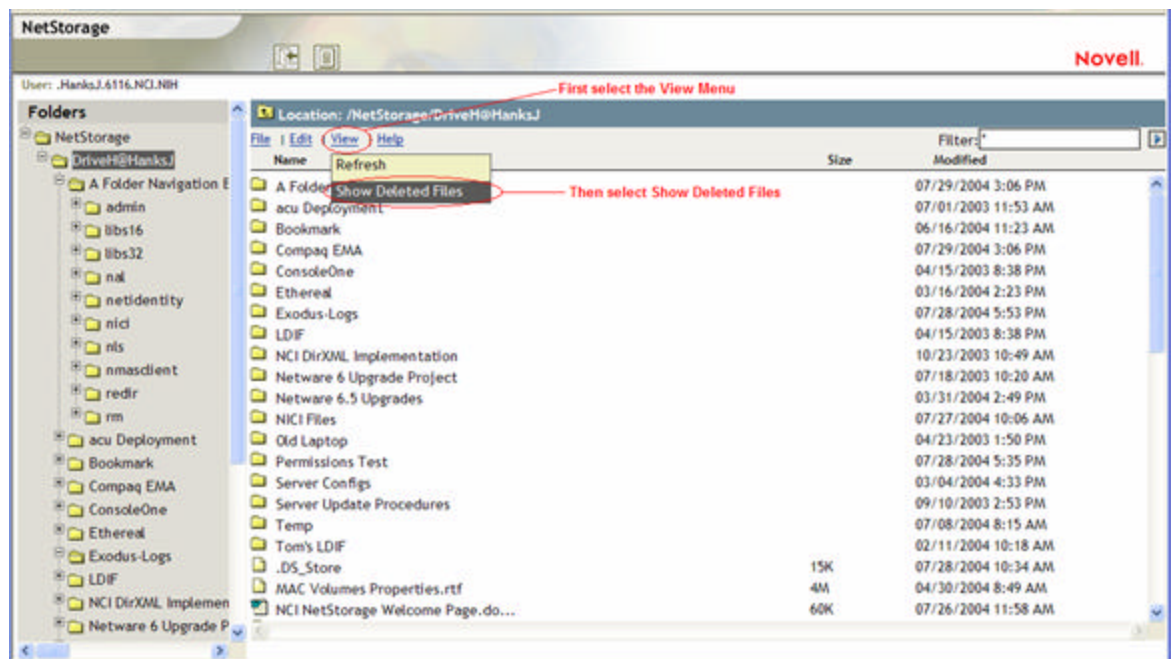 NetStorage
Novell.
User: .HanksJ.6116.NCI.NIH
First select the View Menu
Folders
Location: /NetStorage/DriveH@HanksJ
File | Edit | View | Help
Filter: *
Name Size Modified
Refresh
Show Deleted Files
Then select Show Deleted Files
NetStorage
DriveH@HanksJ
A Folder Navigation E
admin
libs16
libs32
nal
netidentity
nici
nls
nmasclient
redir
rm
acu Deployment
Bookmark
Compaq EMA
ConsoleOne
Ethereal
Exodus-Logs
LDIF
NCI DirXML Implemen
Netware 6 Upgrade P
A Folder 07/29/2004 3:06 PM
acu Deployment 07/01/2003 11:53 AM
Bookmark 06/16/2004 11:23 AM
Compaq EMA 07/29/2004 3:06 PM
ConsoleOne 04/15/2003 8:38 PM
Ethereal 03/16/2004 2:23 PM
Exodus-Logs 07/28/2004 5:53 PM
LDIF 04/15/2003 8:38 PM
NCI DirXML Implementation 10/23/2003 10:49 AM
Netware 6 Upgrade Project 07/18/2003 10:20 AM
Netware 6.5 Upgrades 03/31/2004 2:49 PM
NICI Files 07/27/2004 10:06 AM
Old Laptop 04/23/2003 1:50 PM
Permissions Test 07/28/2004 5:35 PM
Server Configs 03/04/2004 4:33 PM
Server Update Procedures 09/10/2003 2:53 PM
Temp 07/08/2004 8:15 AM
Tom's LDIF 02/11/2004 10:18 AM
.DS_Store 15K 07/28/2004 10:34 AM
MAC Volumes Properties.rtf 4M 04/30/2004 8:49 AM
NCI NetStorage Welcome Page.do... 60K 07/26/2004 11:58 AM